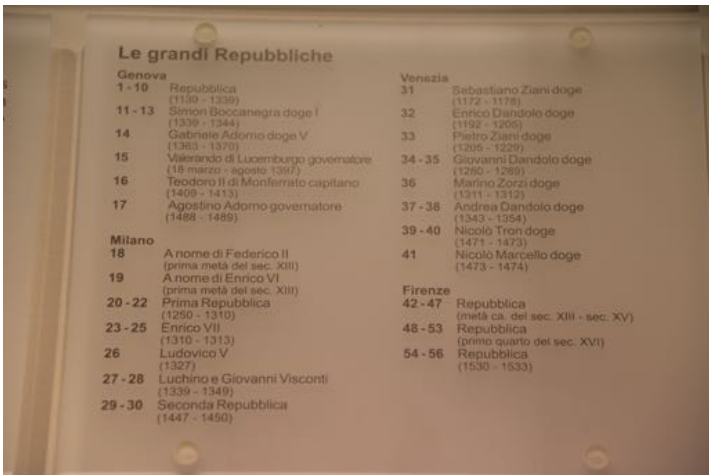 Le grandi Repubbliche
Genova
1 - 10 Repubblica
(1139 - 1339)
11 - 13 Simon Boccanegra doge I
(1339 - 1344)
14 Gabriele Adorno doge V
(1363 - 1370)
15 Valerando di Lucemburgo governatore
(18 marzo - agosto 1397)
16 Teodoro II di Monferrato capitano
(1409 - 1413)
17 Agostino Adorno governatore
(1488 - 1489)
Milano
18 A nome di Federico II
(prima metà del sec. XIII)
19 A nome di Enrico VI
(prima metà del sec. XIII)
20 - 22 Prima Repubblica
(1250 - 1310)
23 - 25 Enrico VII
(1310 - 1313)
26 Ludovico V
(1327)
27 - 28 Luchino e Giovanni Visconti
(1339 - 1349)
29 - 30 Seconda Repubblica
(1447 - 1450)
Venezia
31 Sebastiano Ziani doge
(1172 - 1178)
32 Enrico Dandolo doge
(1192 - 1205)
33 Pietro Ziani doge
(1205 - 1229)
34 - 35 Giovanni Dandolo doge
(1280 - 1289)
36 Marino Zorzi doge
(1311 - 1312)
37 - 38 Andrea Dandolo doge
(1343 - 1354)
39 - 40 Nicolò Tron doge
(1471 - 1473)
41 Nicolò Marcello doge
(1473 - 1474)
Firenze
42 - 47 Repubblica
(metà ca. del sec. XIII - sec. XV)
48 - 53 Repubblica
(primo quarto del sec. XVI)
54 - 56 Repubblica
(1530 - 1533)